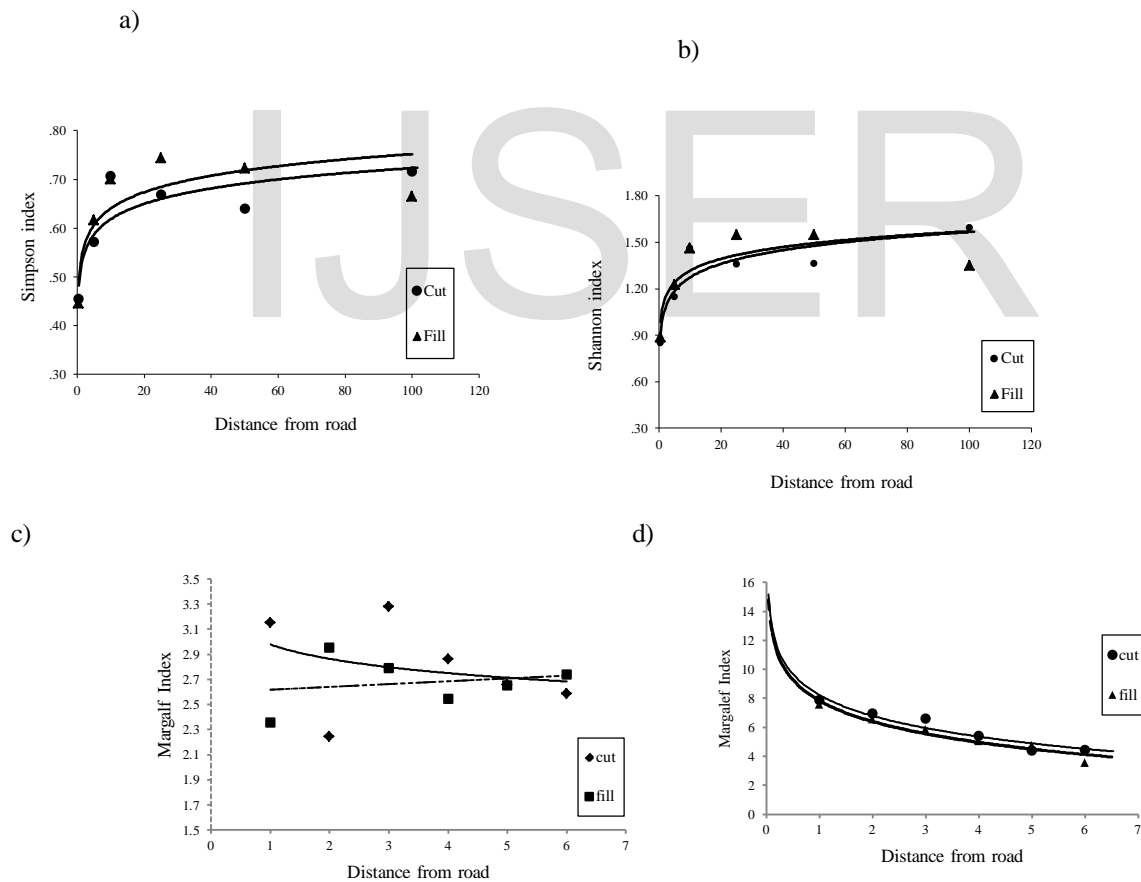 a)
b)
IJSER
.80
.70
.60
.50
.40
.30
Simpson index
0
20
40
60
80
100
120
Distance from road
Cut
Fill
1.80
1.50
1.20
.90
.60
.30
Shannon index
0
20
40
60
80
100
120
Distance from road
Cut
Fill
c)
d)
3.5
3.3
3.1
2.9
2.7
2.5
2.3
2.1
1.9
1.7
1.5
Margalf Index
0
1
2
3
4
5
6
7
Distance from road
cut
fill
16
14
12
10
8
6
4
2
0
Margalef Index
0
1
2
3
4
5
6
7
Distance from road
cut
fill